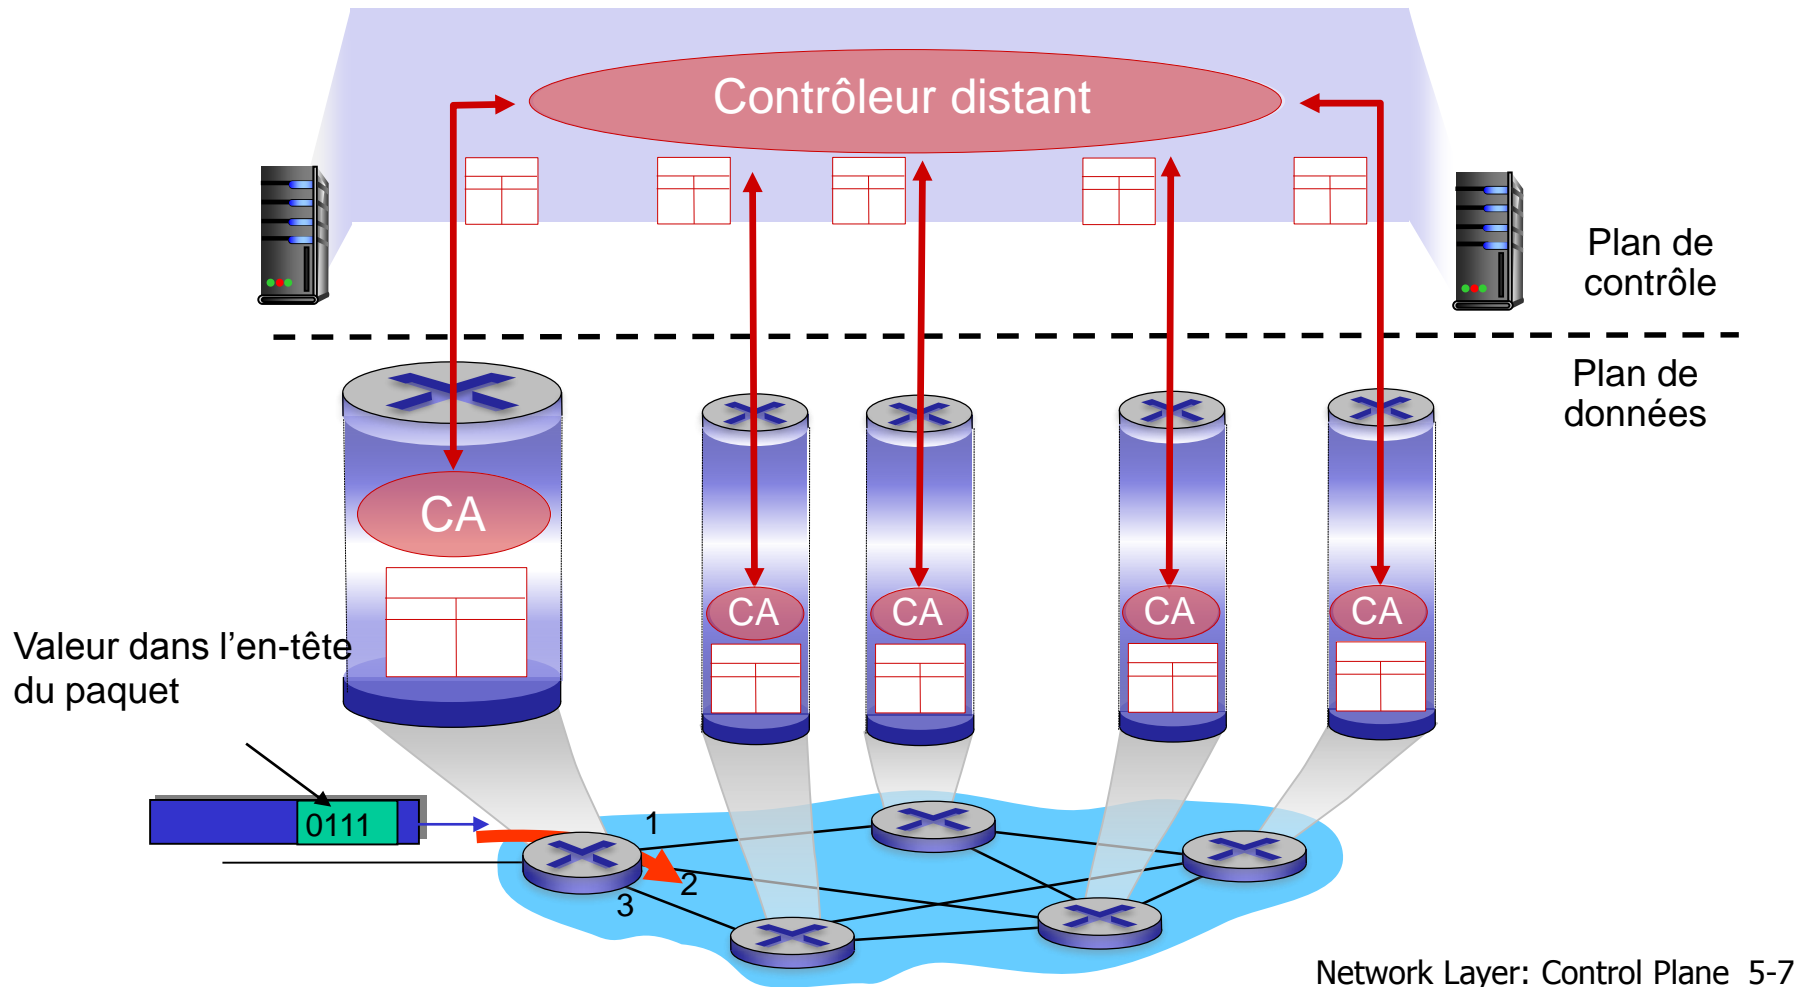 Contrôleur distant
Plan de
contrôle
Plan de
données
CA
CA
CA
CA
CA
Valeur dans l’en-tête
du paquet
0111
1
2
3
Network Layer: Control Plane 5-7